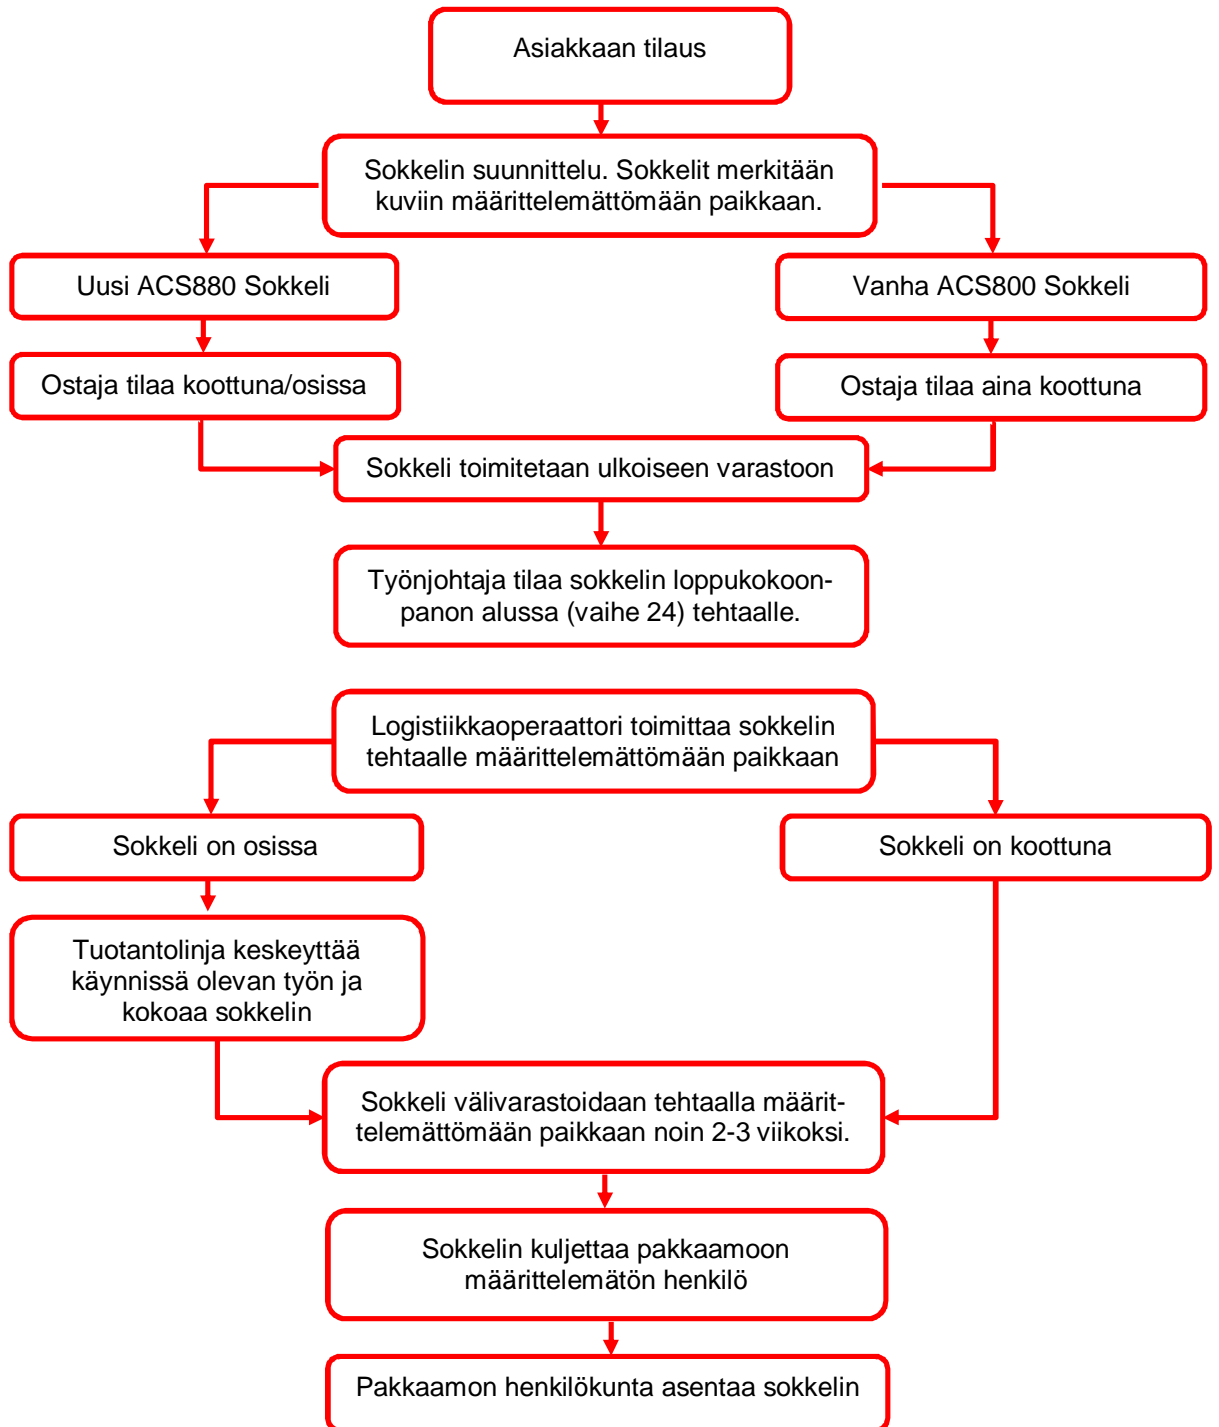 Asiakkaan tilaus
Sokkelin suunnittelu. Sokkelit merkitään
kuviin määrittelemättömään paikkaan.
Uusi ACS880 Sokkeli
Vanha ACS800 Sokkeli
Ostaja tilaa koottuna/osissa
Ostaja tilaa aina koottuna
Sokkeli toimitetaan ulkoiseen varastoon
Työnjohtaja tilaa sokkelin loppukokoon-
panon alussa (vaihe 24) tehtaalle.
Logistiikkaoperaattori toimittaa sokkelin
tehtaalle määrittelemättömään paikkaan
Sokkeli on osissa
Sokkeli on koottuna
Tuotantolinja keskeyttää
käynnissä olevan työn ja
kokoaa sokkelin
Sokkeli välivarastoidaan tehtaalla määrit-
telemättömään paikkaan noin 2-3 viikoksi.
Sokkelin kuljettaa pakkaamoon
määrittelemätön henkilö
Pakkaamon henkilökunta asentaa sokkelin